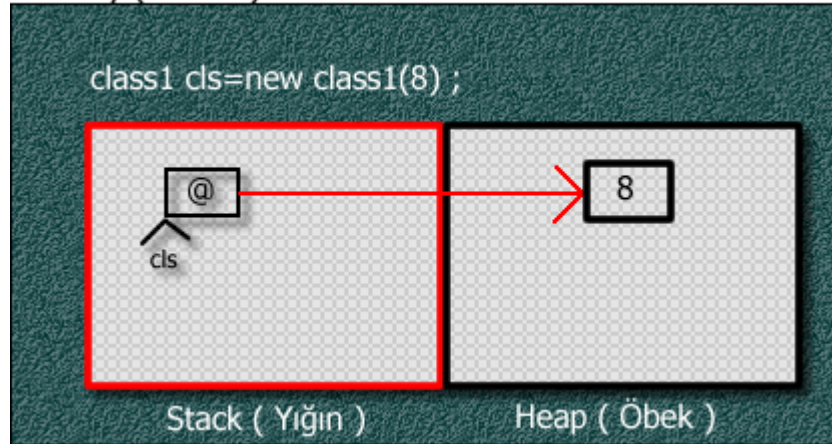 class1 cls=new class1(8) ;
@
8
cls
Stack ( Yığın )
Heap ( Öbek )